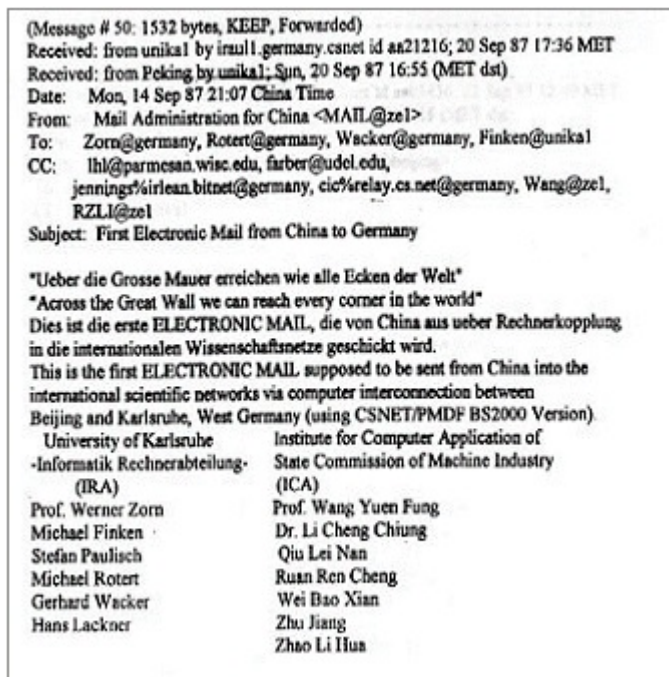 (Message # 50: 1532 bytes, KEEP, Forwarded)
Received: from unika1 by iraul1.germany.csnet id aa21216; 20 Sep 87 17:36 MET
Received: from Peking by unika1; Sun, 20 Sep 87 16:55 (MET dst)
Date: Mon, 14 Sep 87 21:07 China Time
From: Mail Administration for China <MAIL@ze1>
To: Zorn@germany, Rotert@germany, Wacker@germany, Finken@unika1
CC: lhl@parmesan.wisc.edu, farber@udel.edu,
jennings%irlean.bitnet@germany, cic%relay.cs.net@germany, Wang@ze1,
RZLI@ze1
Subject: First Electronic Mail from China to Germany
"Ueber die Grosse Mauer erreichen wie alle Ecken der Welt"
"Across the Great Wall we can reach every corner in the world"
Dies ist die erste ELECTRONIC MAIL, die von China aus ueber Rechnerkopplung
in die internationalen Wissenschaftsnetze geschickt wird.
This is the first ELECTRONIC MAIL supposed to be sent from China into the
international scientific networks via computer interconnection between
Beijing and Karlsruhe, West Germany (using CSNET/PMDF BS2000 Version).
University of Karlsruhe Institute for Computer Application of
-Informatik Rechnerabteilung- State Commission of Machine Industry
(IRA) (ICA)
Prof. Werner Zorn Prof. Wang Yuen Fung
Michael Finken Dr. Li Cheng Chiung
Stefan Paulisch Qiu Lei Nan
Michael Rotert Ruan Ren Cheng
Gerhard Wacker Wei Bao Xian
Hans Lackner Zhu Jiang
Zhao Li Hua